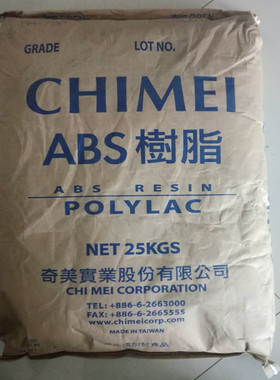 GRADE LOT NO.
CHIMEI
ABS 樹脂
ABS RESIN
POLYLAC
NET 25KGS
奇美實業股份有限公司
CHI MEI CORPORATION
TEL: +886-6-2663000
FAX: +886-6-2665555
www.chimeicorp.com
MADE IN TAIWAN